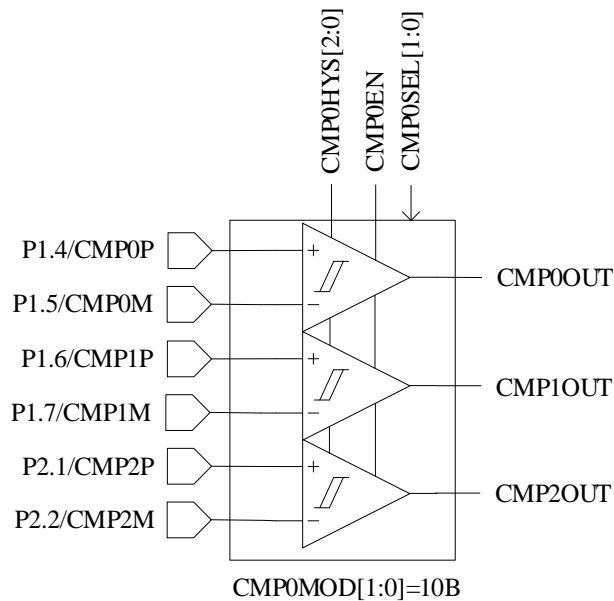 CMP0HYS[2:0]
CMP0EN
CMP0SEL[1:0]
P1.4/CMP0P
+
CMP0OUT
P1.5/CMP0M
−
P1.6/CMP1P
+
CMP1OUT
P1.7/CMP1M
−
P2.1/CMP2P
+
CMP2OUT
P2.2/CMP2M
−
CMP0MOD[1:0]=10B